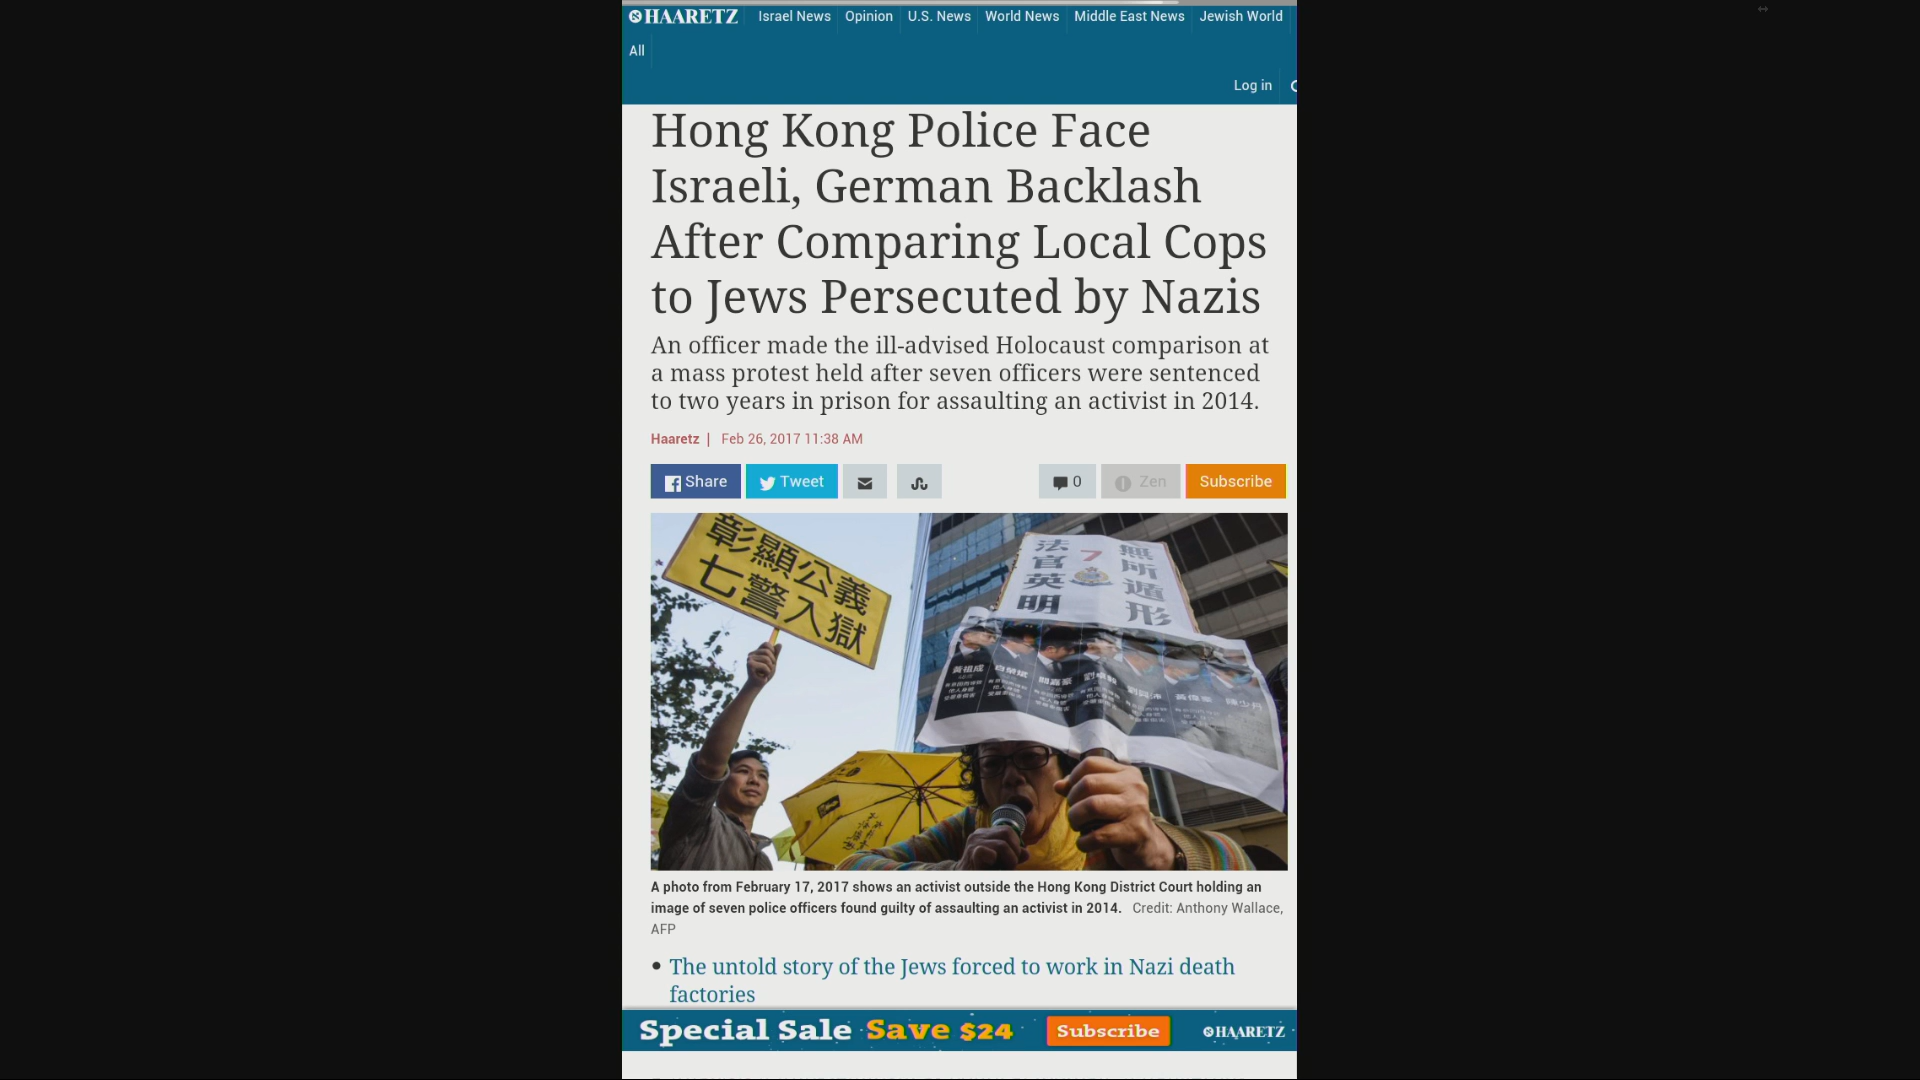 HAARETZ Israel News Opinion U.S. News World News Middle East News Jewish World
All
Log in
Hong Kong Police Face
Israeli, German Backlash
After Comparing Local Cops
to Jews Persecuted by Nazis
An officer made the ill-advised Holocaust comparison at
a mass protest held after seven officers were sentenced
to two years in prison for assaulting an activist in 2014.
Haaretz | Feb 26, 2017 11:38 AM
Share Tweet 0 Zen Subscribe
彰顯公義
七警入獄
法官英明
7
無所遁形
A photo from February 17, 2017 shows an activist outside the Hong Kong District Court holding an
image of seven police officers found guilty of assaulting an activist in 2014. Credit: Anthony Wallace,
AFP
• The untold story of the Jews forced to work in Nazi death
factories
Special Sale Save $24 Subscribe HAARETZ